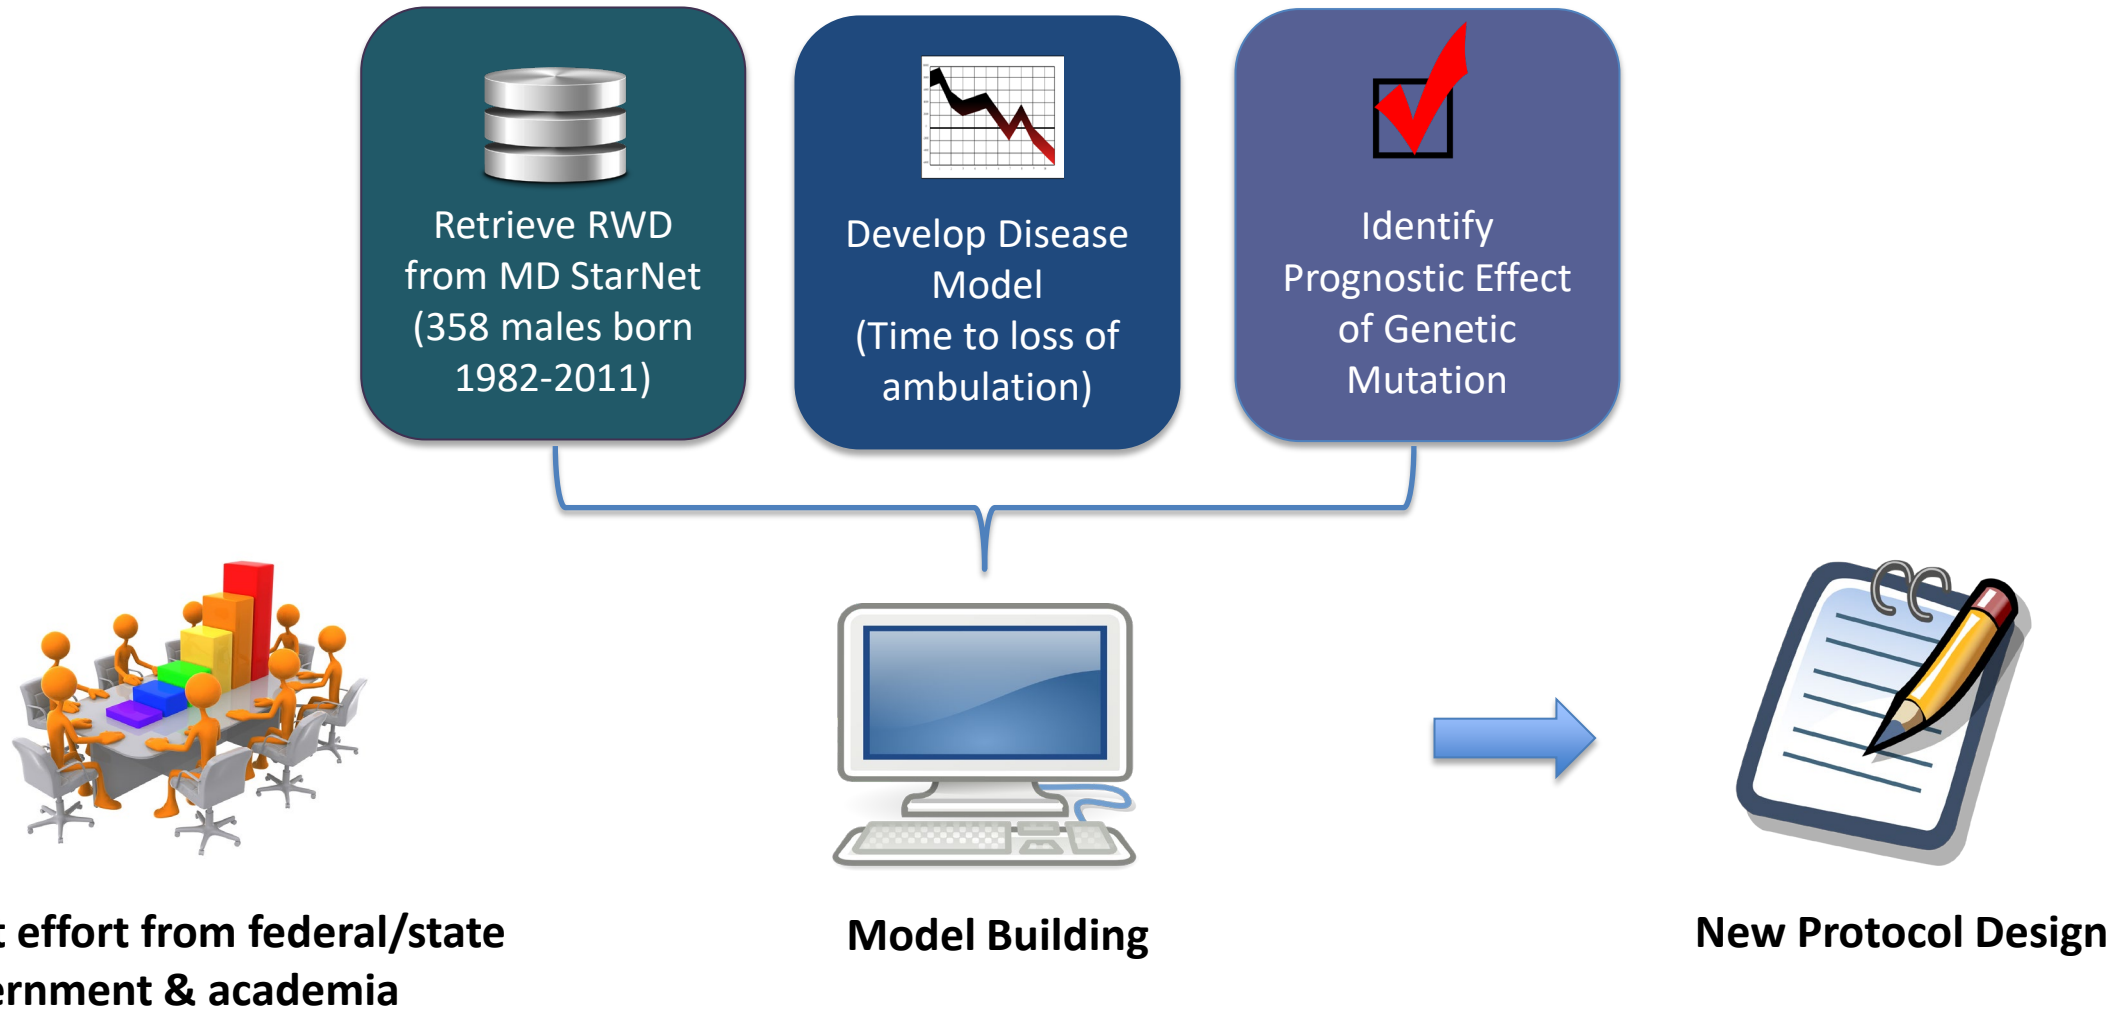 Retrieve RWD
from MD StarNet
(358 males born
1982-2011)
Develop Disease
Model
(Time to loss of
ambulation)
Identify
Prognostic Effect
of Genetic
Mutation
effort from federal/state
& academia
Model Building
New Protocol Design